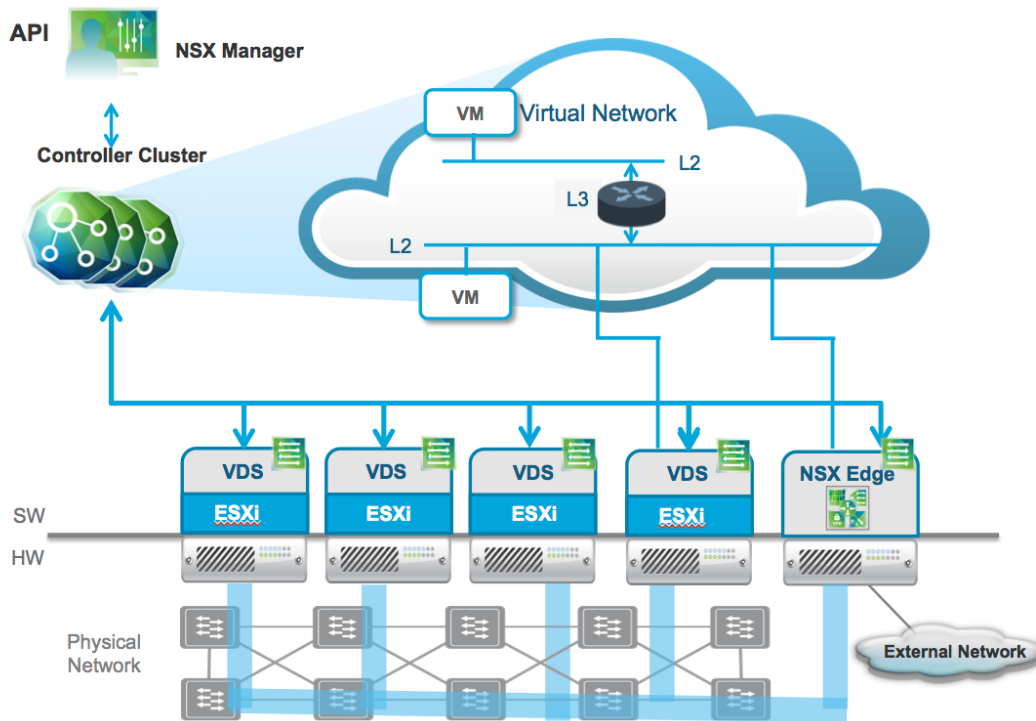 API
NSX Manager
Controller Cluster
VM
Virtual Network
L2
L3
L2
VM
VDS
VDS
VDS
VDS
NSX Edge
ESXi
ESXi
ESXi
ESXi
SW
HW
Physical
Network
External Network